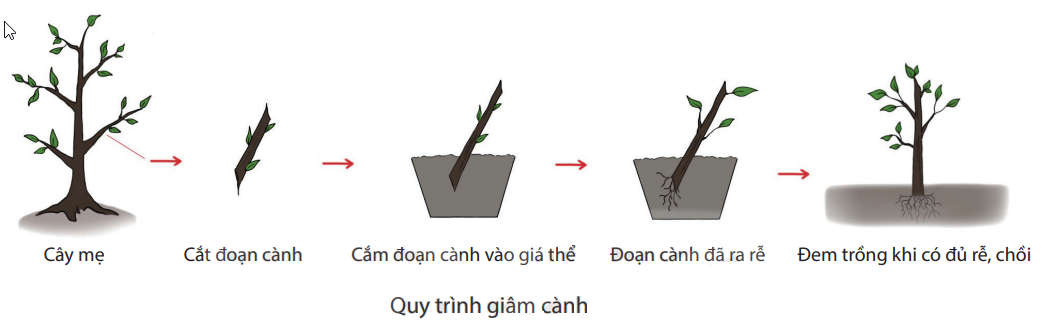 Cây mẹ
Cắt đoạn cành
Cắm đoạn cành vào giá thể
Đoạn cành đã ra rễ
Đem trồng khi có đủ rễ, chồi
Quy trình giâm cành